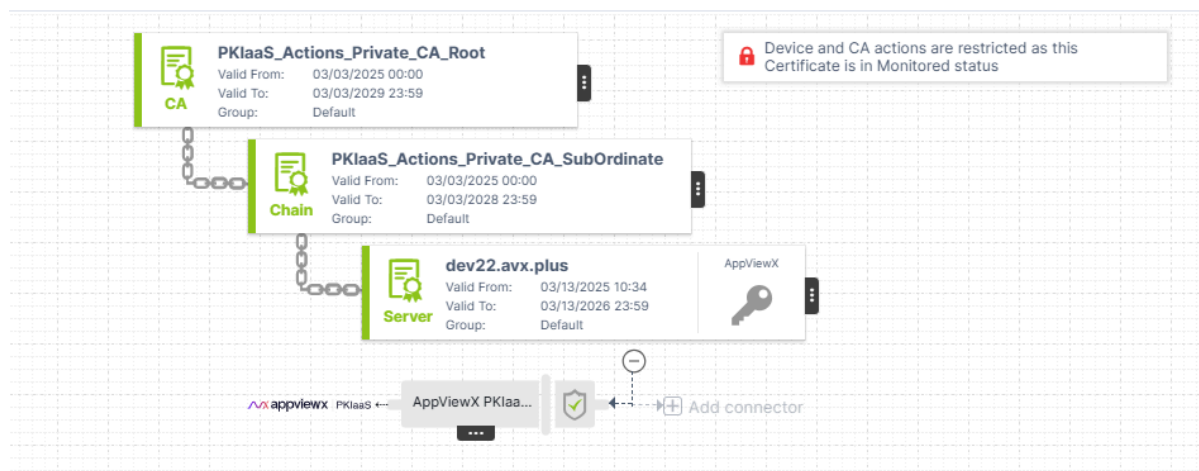 PKIaaS_Actions_Private_CA_Root
Valid From: 03/03/2025 00:00
Valid To: 03/03/2029 23:59
Group: Default
CA
Device and CA actions are restricted as this
Certificate is in Monitored status
PKIaaS_Actions_Private_CA_SubOrdinate
Valid From: 03/03/2025 00:00
Valid To: 03/03/2028 23:59
Group: Default
Chain
dev22.avx.plus
Valid From: 03/13/2025 10:34
Valid To: 03/13/2026 23:59
Group: Default
Server
AppViewX
appviewx PKIaaS
AppViewX PKIaa...
Add connector